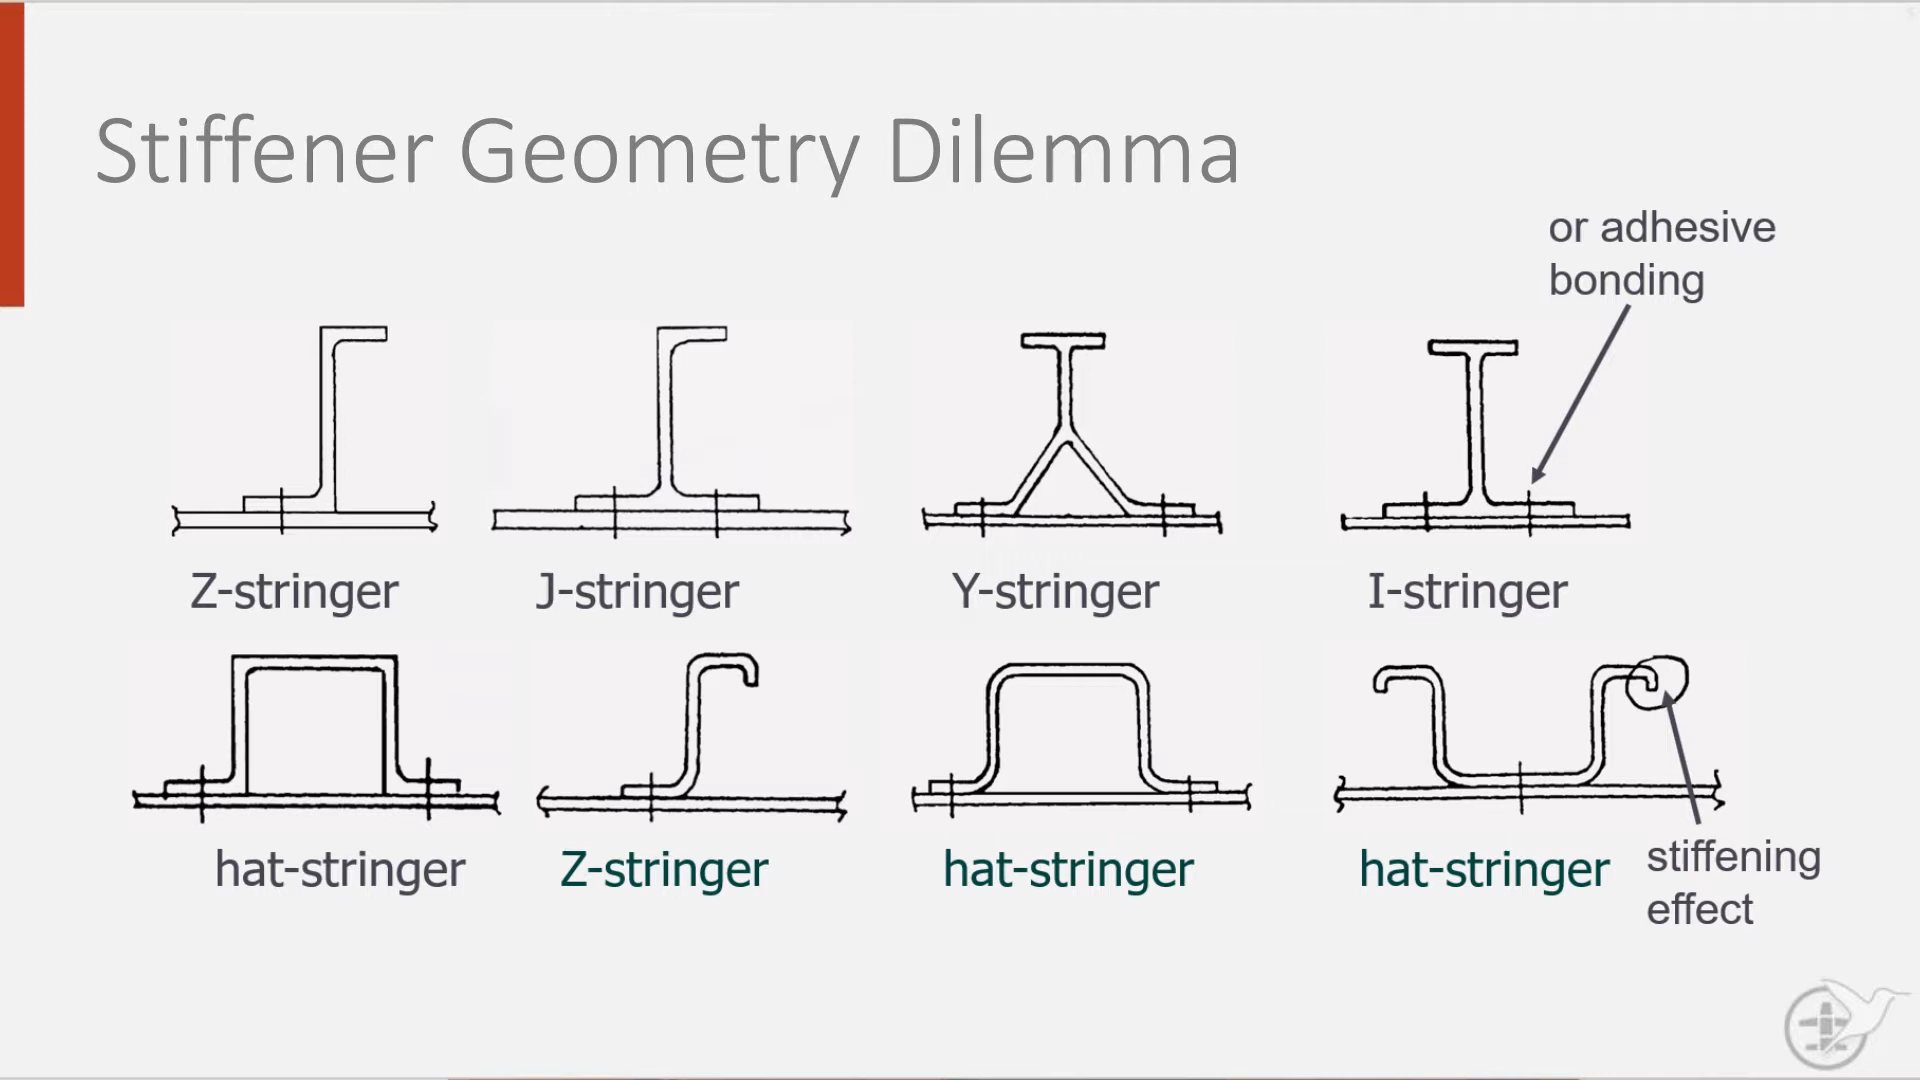 Stiffener Geometry Dilemma
or adhesive
bonding
Z-stringer
J-stringer
Y-stringer
I-stringer
hat-stringer
Z-stringer
hat-stringer
hat-stringer
stiffening
effect